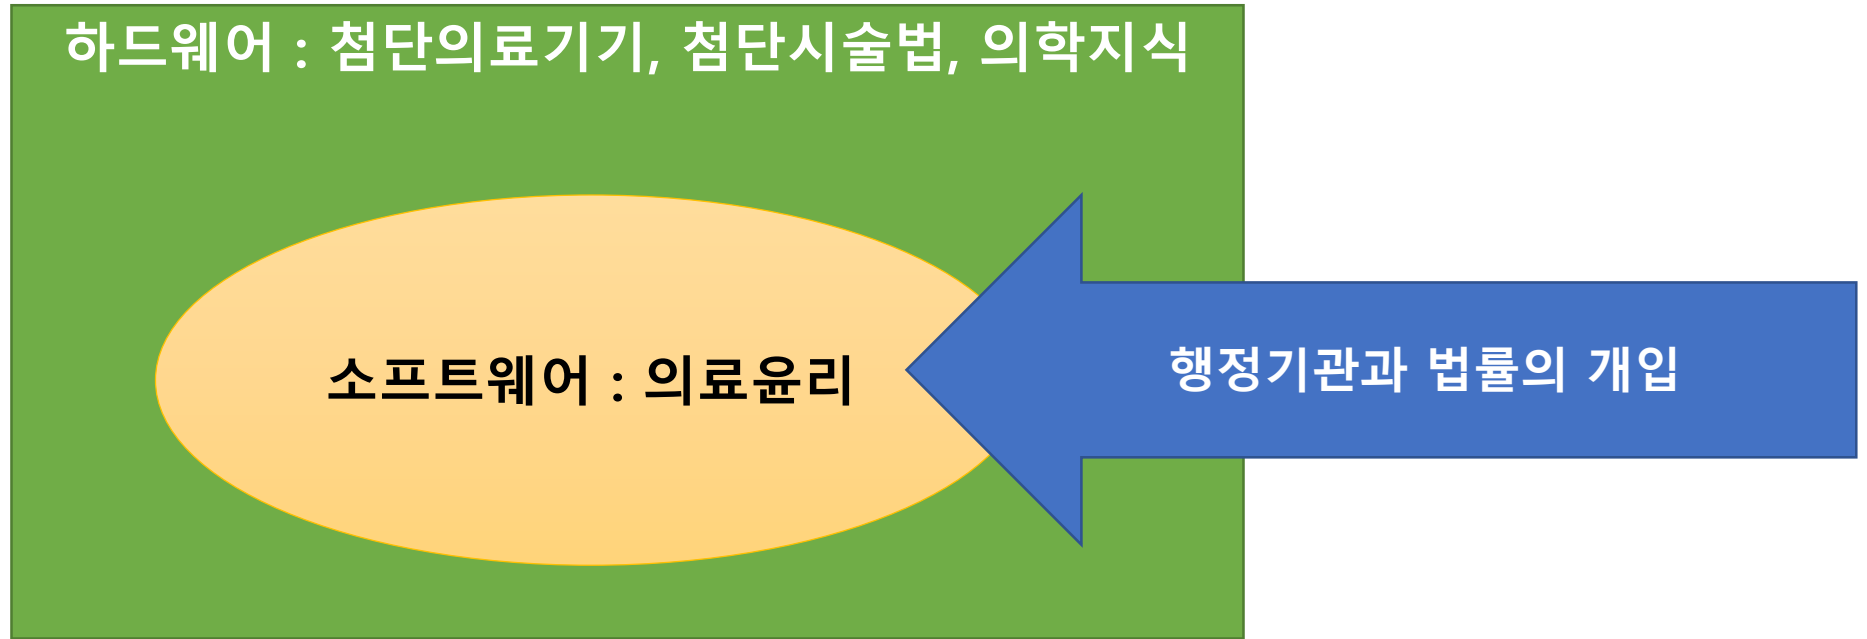 하드웨어 : 첨단의료기기, 첨단시술법, 의학지식
소프트웨어 : 의료윤리
행정기관과 법률의 개입